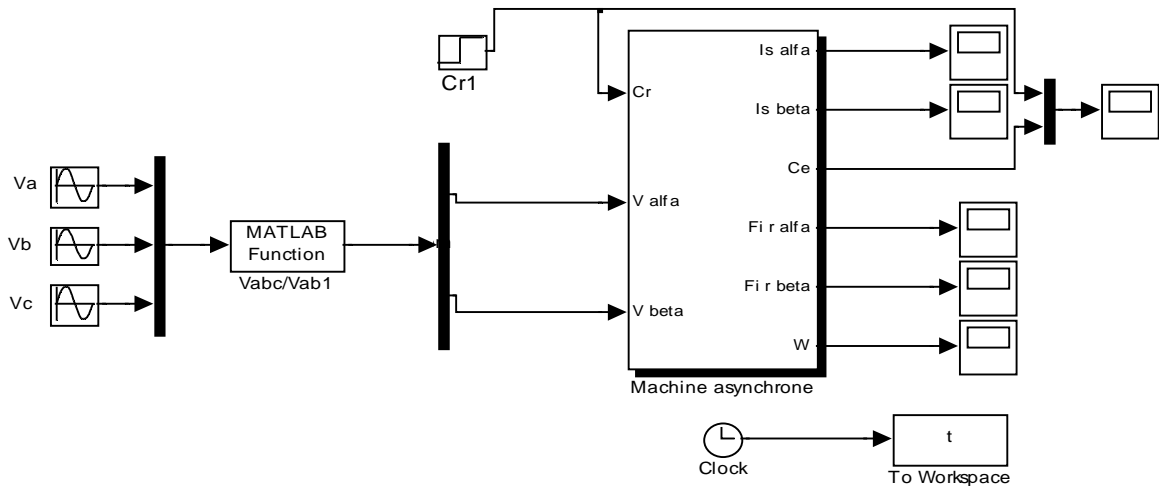 Cr1
Va
Vb
Vc
MATLAB
Function
Vabc/Vab1
Cr
V alfa
V beta
Is alfa
Is beta
Ce
Fi r alfa
Fi r beta
W
Machine asynchrone
Clock
t
To Workspace